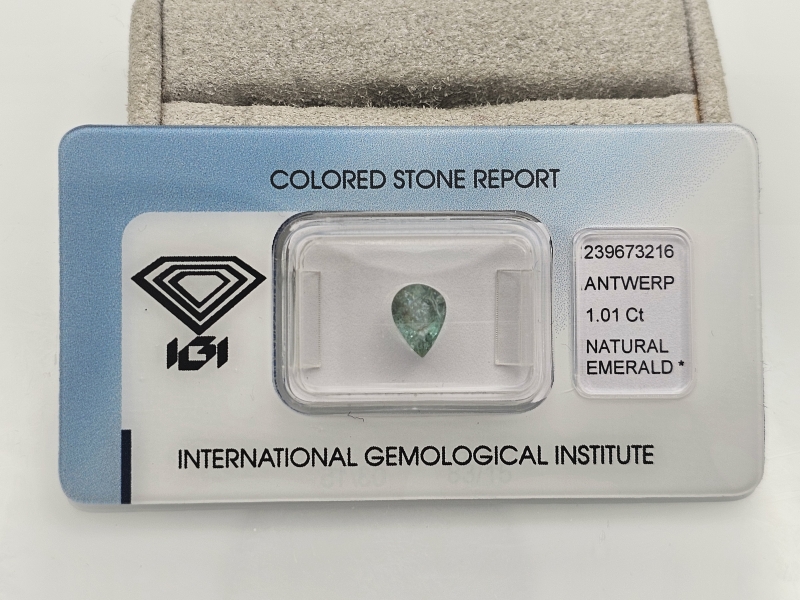 COLORED STONE REPORT
IGI
239673216
ANTWERP
1.01 Ct
NATURAL
EMERALD *
INTERNATIONAL GEMOLOGICAL INSTITUTE